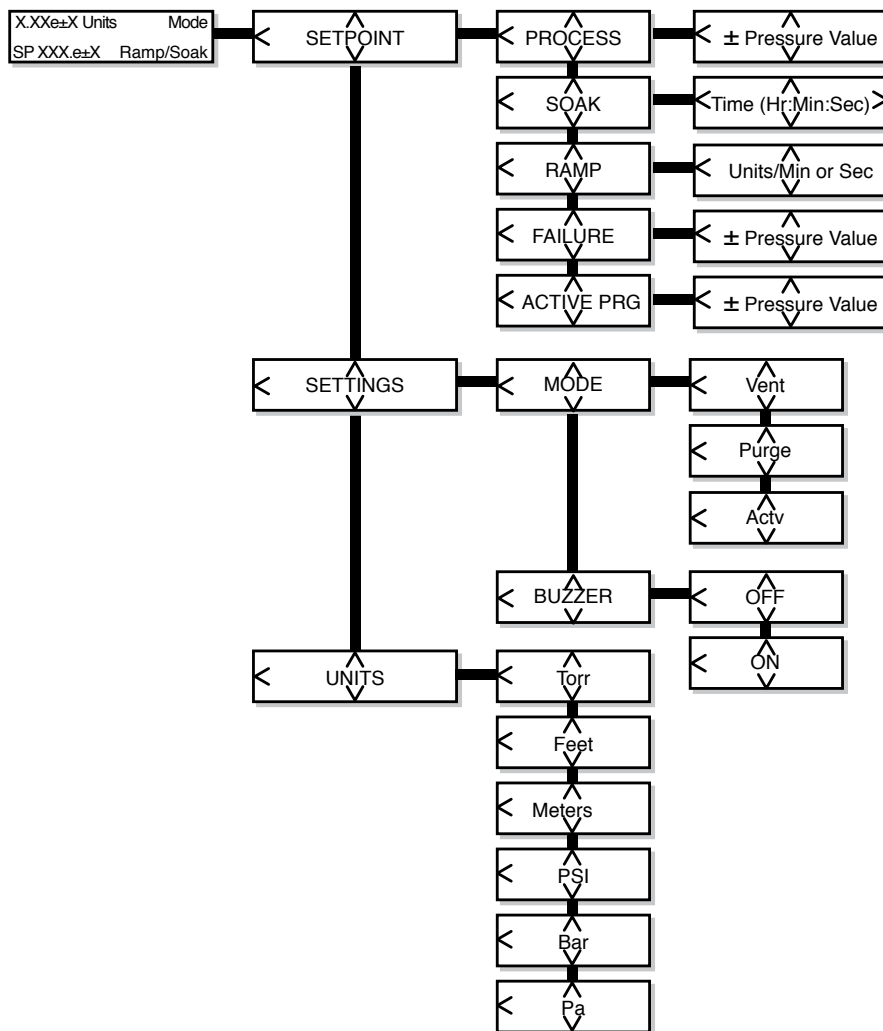 X.XXe±X Units Mode
SP XXX.e±X Ramp/Soak
SETPOINT
PROCESS
± Pressure Value
SOAK
Time (Hr:Min:Sec)
RAMP
Units/Min or Sec
FAILURE
± Pressure Value
ACTIVE PRG
± Pressure Value
SETTINGS
MODE
Vent
Purge
Actv
BUZZER
OFF
ON
UNITS
Torr
Feet
Meters
PSI
Bar
Pa